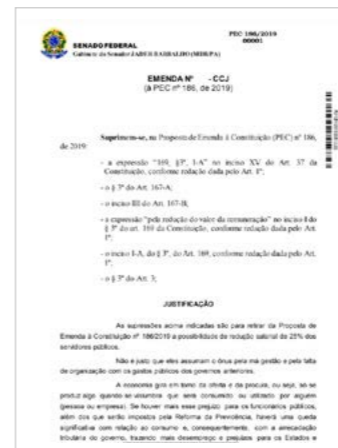 PEC 186/2019
00001
SENADO FEDERAL
Gabinete do Senador JADER BARBALHO (MDB/PA)
EMENDA Nº - CCJ
(à PEC nº 186, de 2019)
Suprimam-se, na Proposta de Emenda à Constituição (PEC) nº 186,
de 2019:
- a expressão "169, §3º, I-A" no inciso XV do Art. 37 da
Constituição, conforme redação dada pelo Art. 1º;
- o § 3º do Art. 167-A;
- o inciso III do Art. 167-B;
- a expressão "pela redução do valor da remuneração" no inciso I do
§ 3º do art. 169 da Constituição, conforme redação dada pelo Art.
1º;
- o inciso I-A, do § 3º, do Art. 169, conforme redação dada pelo Art.
1º;
- o § 3º do Art. 3;
JUSTIFICAÇÃO
As supressões acima indicadas são para retirar da Proposta de
Emenda à Constituição nº 186/2019 a possibilidade de redução salarial de 25% dos
servidores públicos.
Não é justo que eles assumam o ônus pela má gestão e pela falta
de organização com os gastos públicos dos governos anteriores.
A economia gira em torno da oferta e da procura, ou seja, só se
produz algo quando se vislumbra que será consumido ou utilizado por alguém
(pessoa ou empresa). Se houver mais esse prejuízo para os funcionários públicos,
além dos que serão impostos pela Reforma da Previdência, haverá uma queda
significativa com relação ao consumo e, consequentemente, com a arrecadação
tributária do governo, trazendo mais desemprego e prejuízos para os Estados e